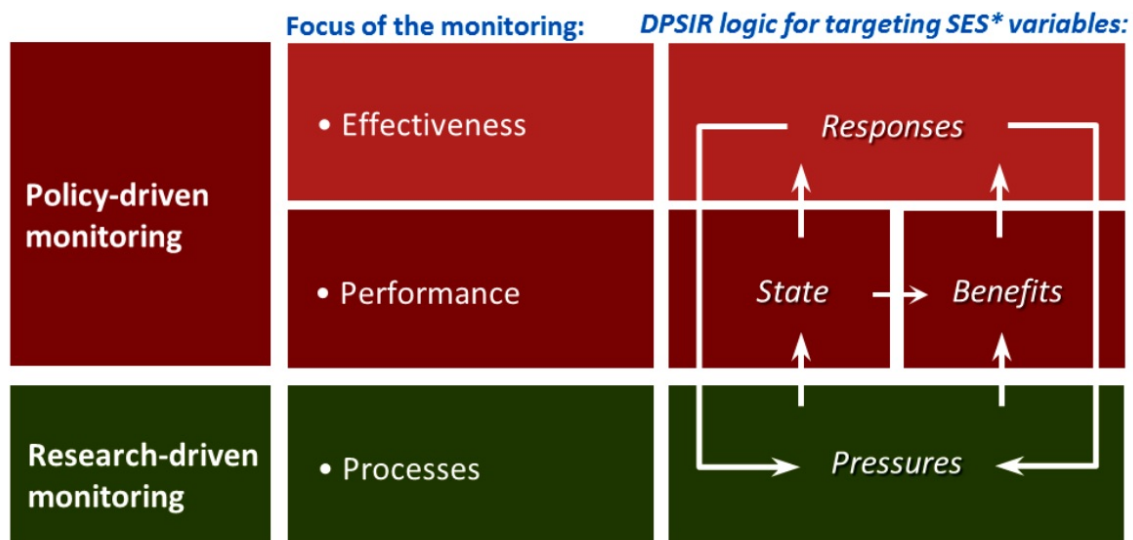 Focus of the monitoring:
DPSIR logic for targeting SES* variables:
Policy-driven
monitoring
• Effectiveness
Responses
• Performance
State
Benefits
Research-driven
monitoring
• Processes
Pressures